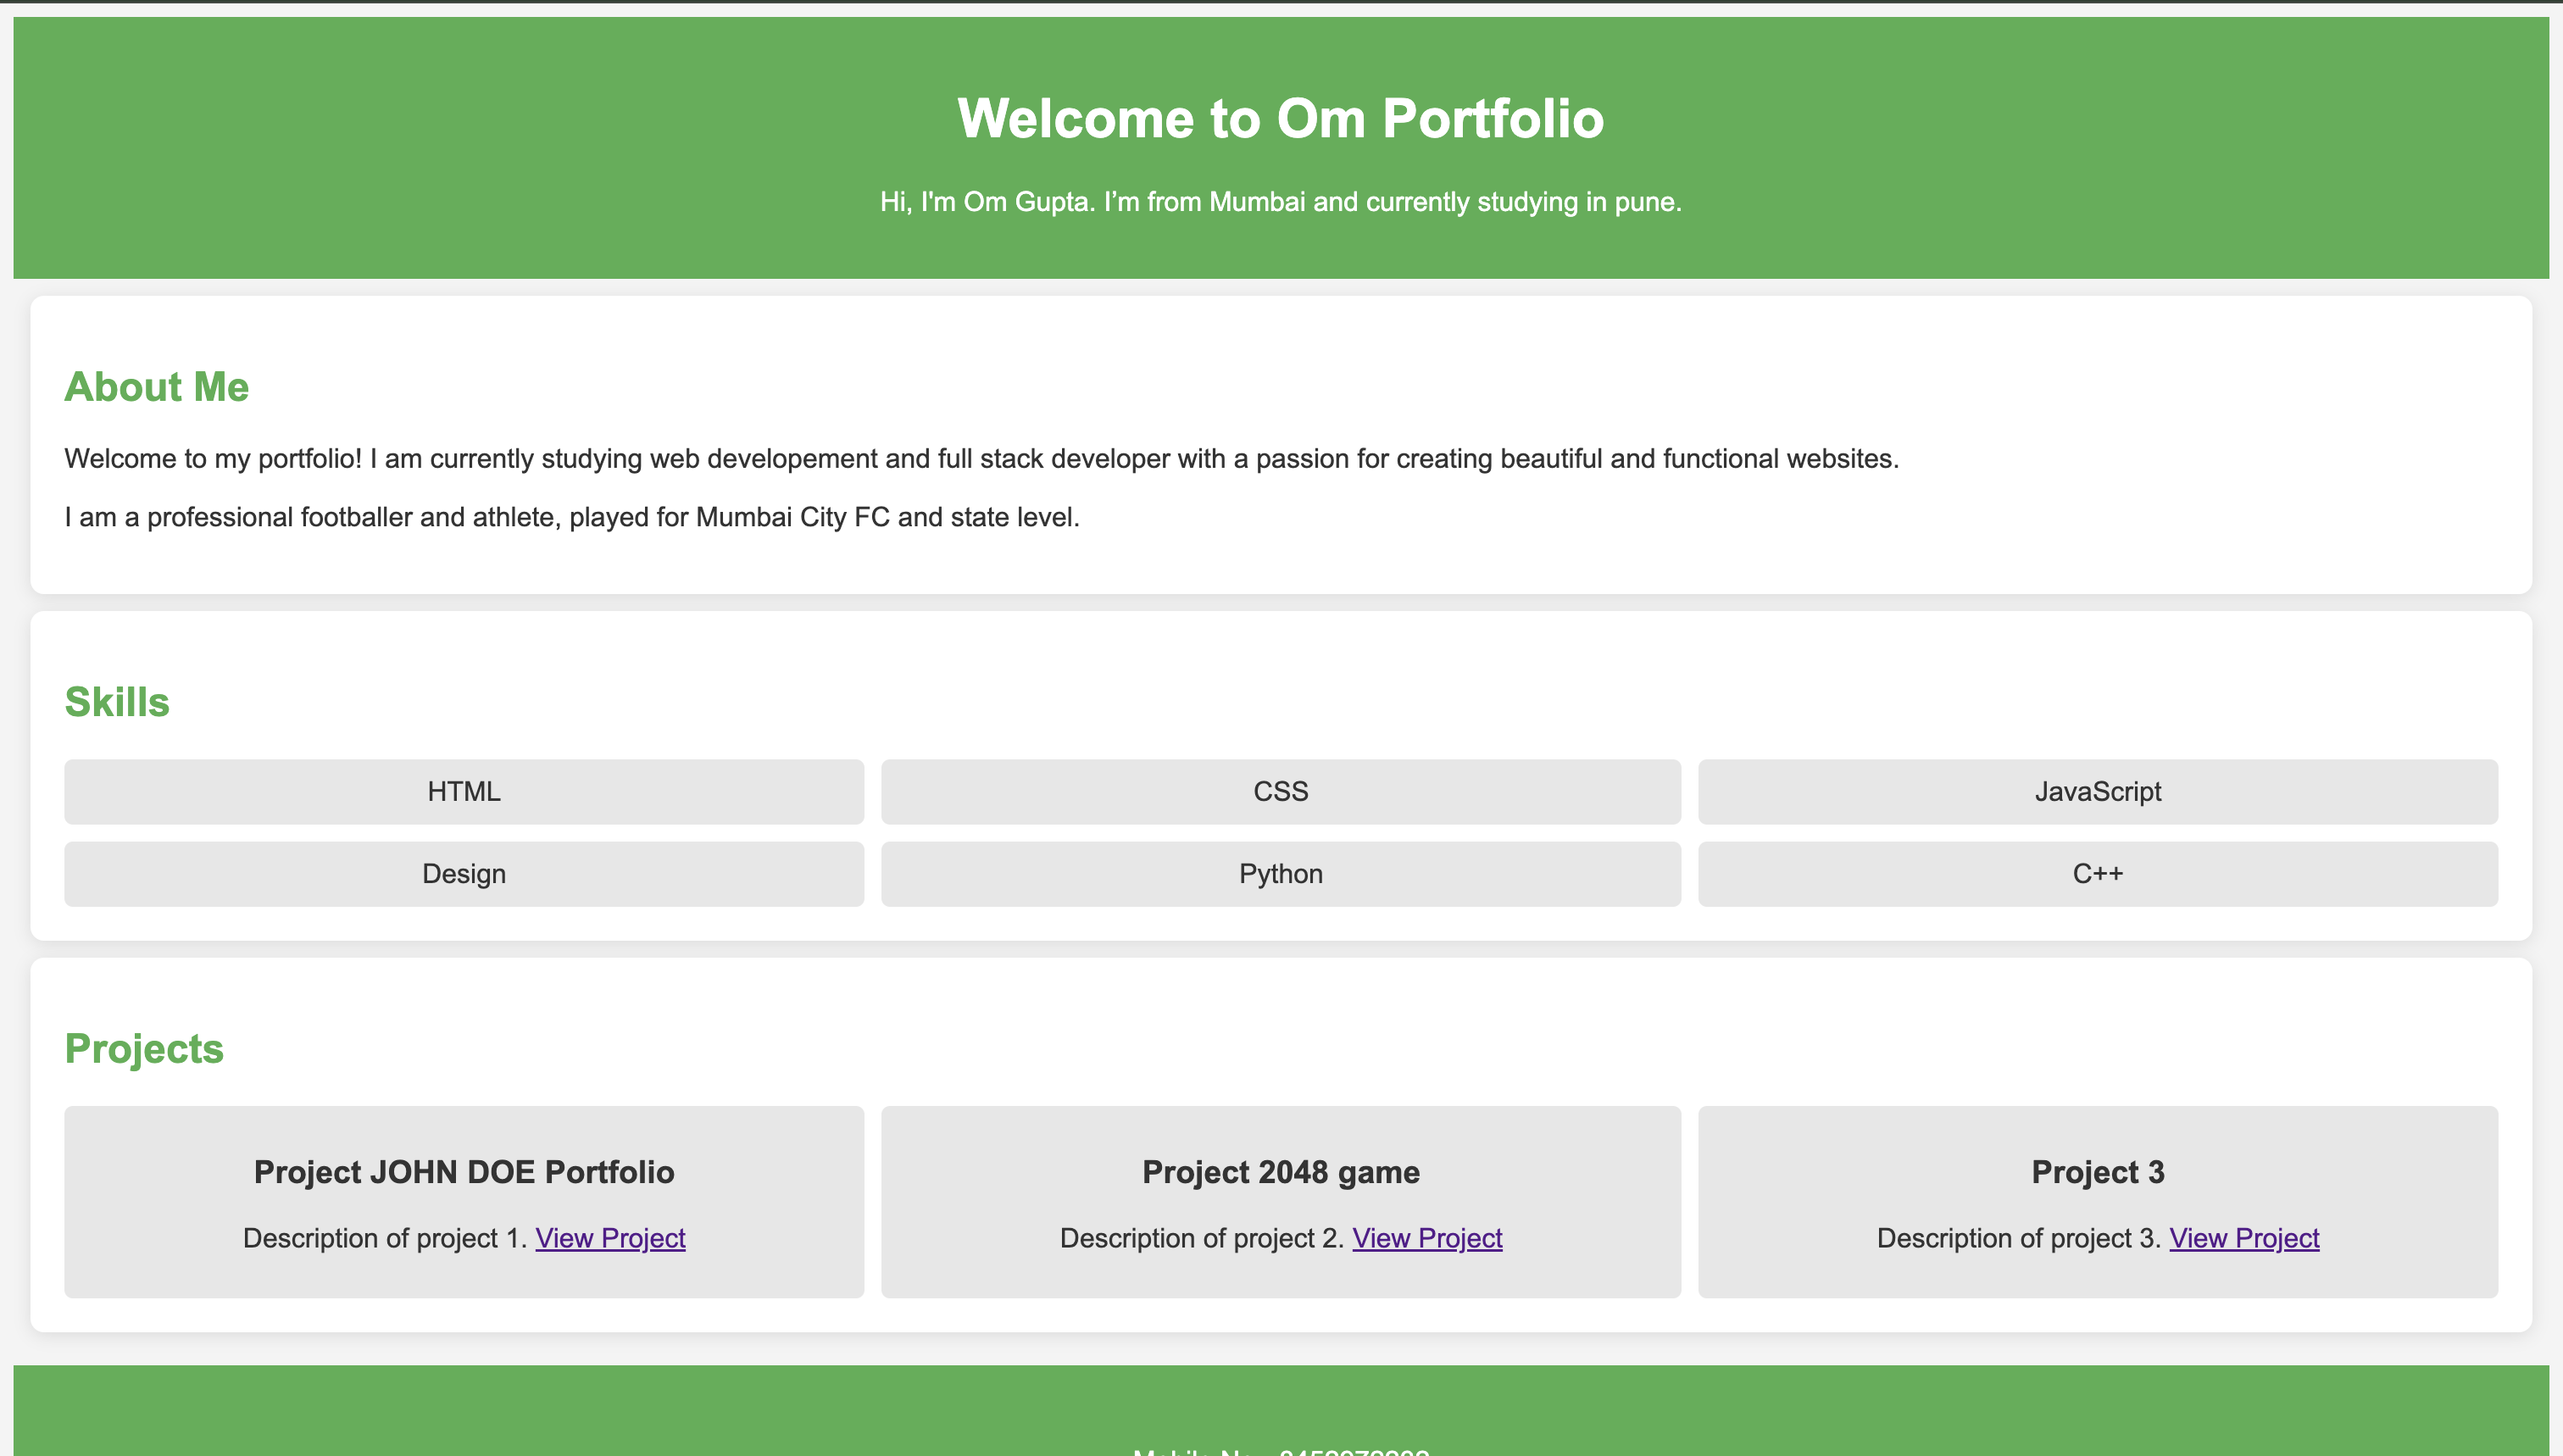 Welcome to Om Portfolio
Hi, I'm Om Gupta. I’m from Mumbai and currently studying in pune.
About Me
Welcome to my portfolio! I am currently studying web developement and full stack developer with a passion for creating beautiful and functional websites.
I am a professional footballer and athlete, played for Mumbai City FC and state level.
Skills
HTML
CSS
JavaScript
Design
Python
C++
Projects
Project JOHN DOE Portfolio
Description of project 1. View Project
Project 2048 game
Description of project 2. View Project
Project 3
Description of project 3. View Project